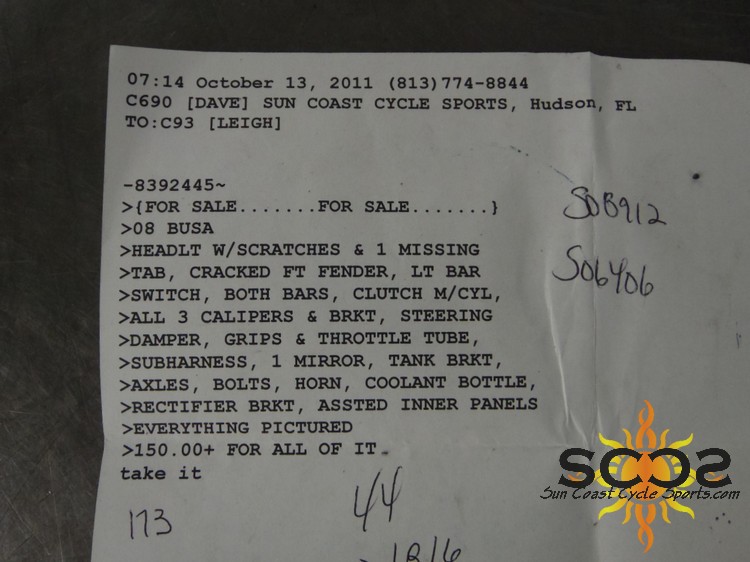 07:14 October 13, 2011 (813)774-8844
C690 [DAVE] SUN COAST CYCLE SPORTS, Hudson, FL
TO:C93 [LEIGH]
-8392445~
>{FOR SALE.......FOR SALE.......}
>08 BUSA
>HEADLT W/SCRATCHES & 1 MISSING
>TAB, CRACKED FT FENDER, LT BAR
>SWITCH, BOTH BARS, CLUTCH M/CYL,
>ALL 3 CALIPERS & BRKT, STEERING
>DAMPER, GRIPS & THROTTLE TUBE,
>SUBHARNESS, 1 MIRROR, TANK BRKT,
>AXLES, BOLTS, HORN, COOLANT BOTTLE,
>RECTIFIER BRKT, ASSTED INNER PANELS
>EVERYTHING PICTURED
>150.00+ FOR ALL OF IT
take it
S06406
173
44
SCCS
Sun Coast Cycle Sports.com